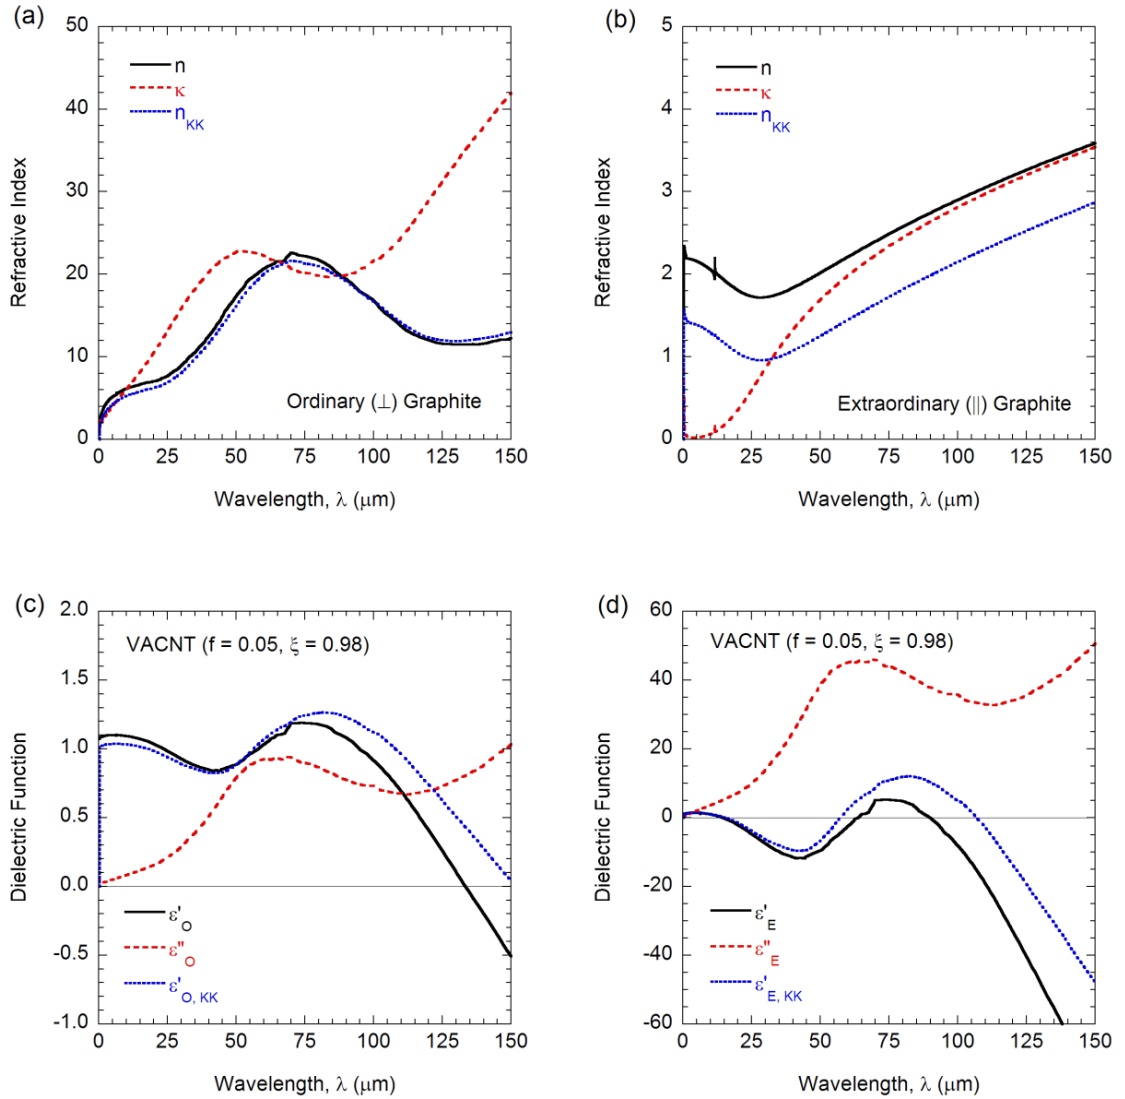 (a)
50
40
30
20
10
0
Refractive Index
n
κ
n_KK
Ordinary (⊥) Graphite
0 25 50 75 100 125 150
Wavelength, λ (μm)
(b)
5
4
3
2
1
0
Refractive Index
n
κ
n_KK
Extraordinary (||) Graphite
0 25 50 75 100 125 150
Wavelength, λ (μm)
(c)
2.0
1.5
1.0
0.5
0.0
-0.5
-1.0
Dielectric Function
VACNT (f = 0.05, ξ = 0.98)
ε'_O
ε"_O
ε'_O, KK
0 25 50 75 100 125 150
Wavelength, λ (μm)
(d)
60
40
20
0
-20
-40
-60
Dielectric Function
VACNT (f = 0.05, ξ = 0.98)
ε'_E
ε"_E
ε'_E, KK
0 25 50 75 100 125 150
Wavelength, λ (μm)